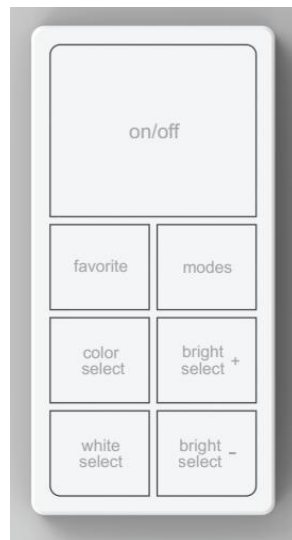 on/off
favorite
modes
color
select
bright
select +
white
select
bright
select -